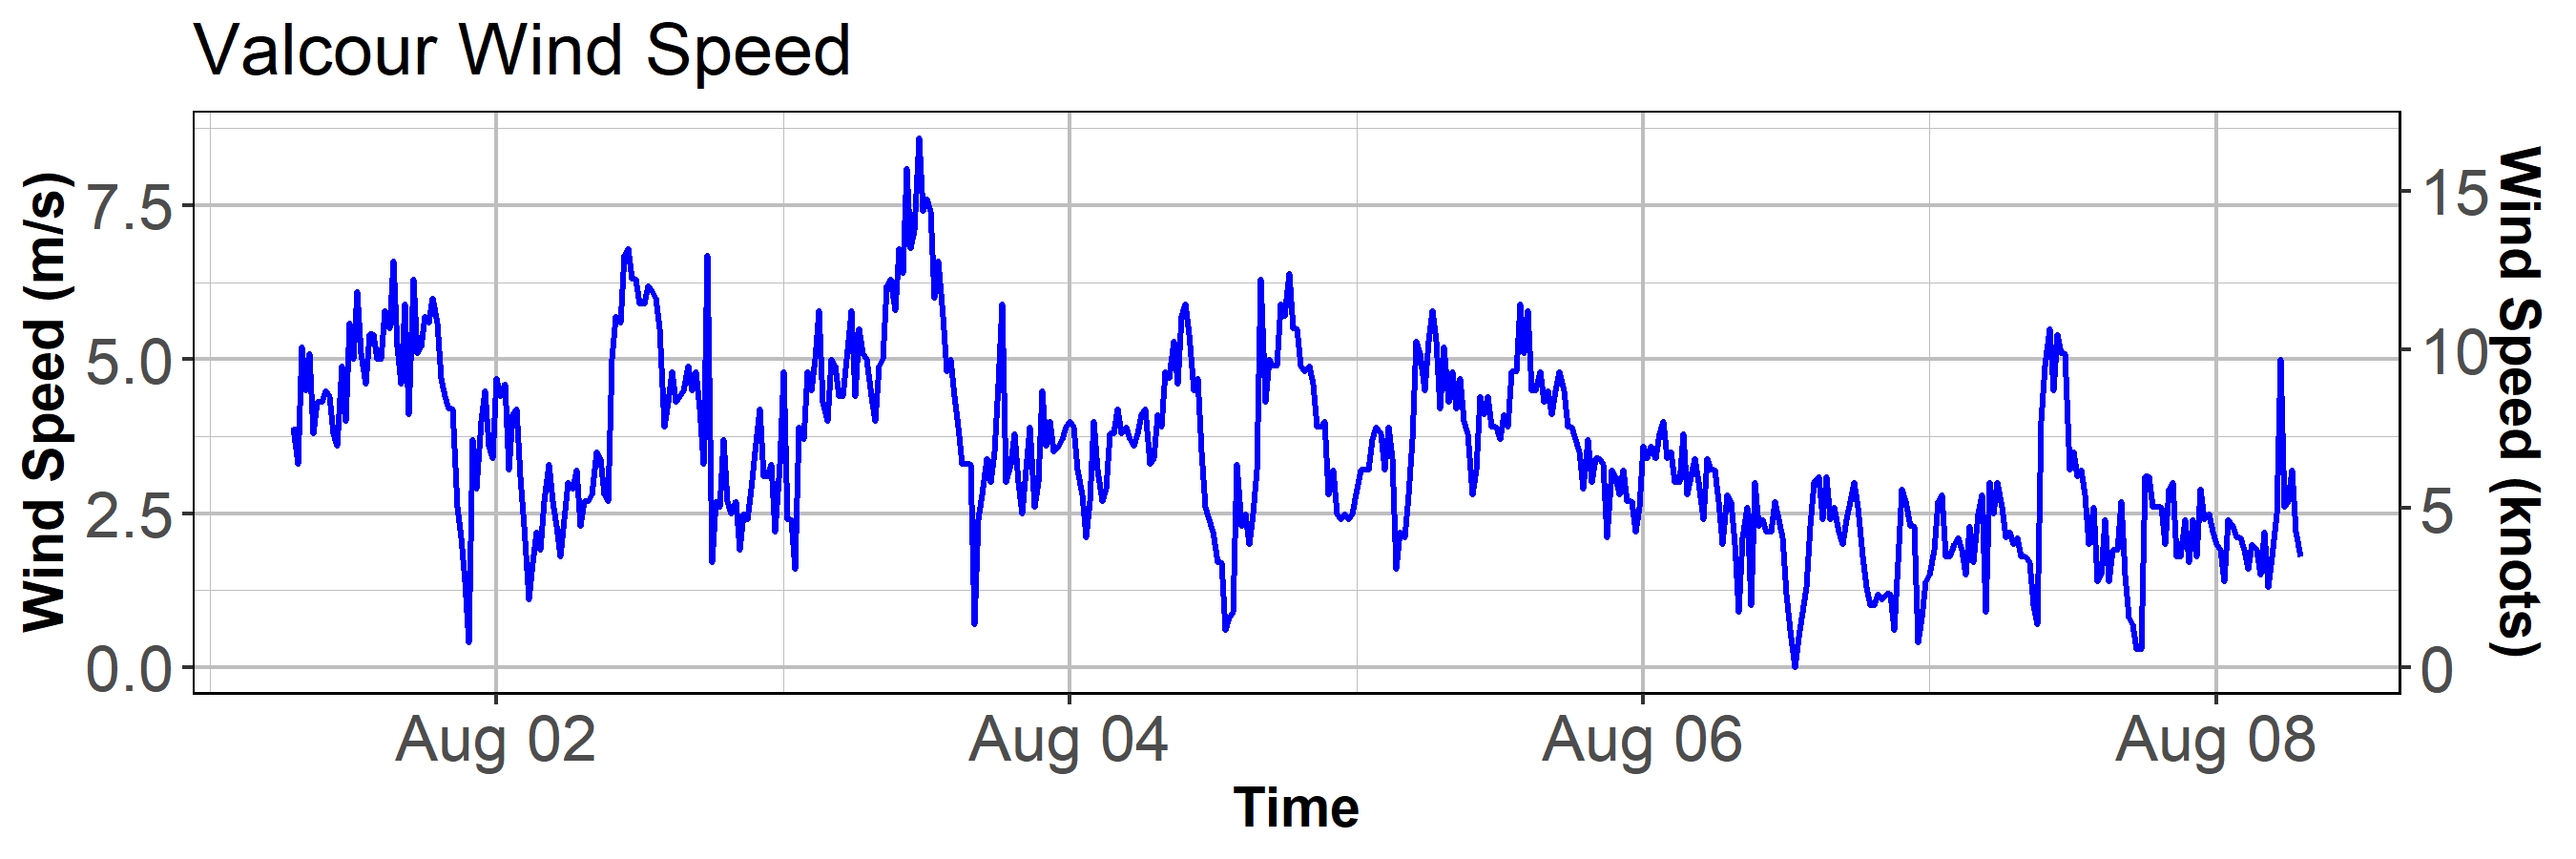 Valcour Wind Speed
Wind Speed (m/s)
7.5
5.0
2.5
0.0
15
10
5
0
Wind Speed (knots)
Aug 02
Aug 04
Aug 06
Aug 08
Time